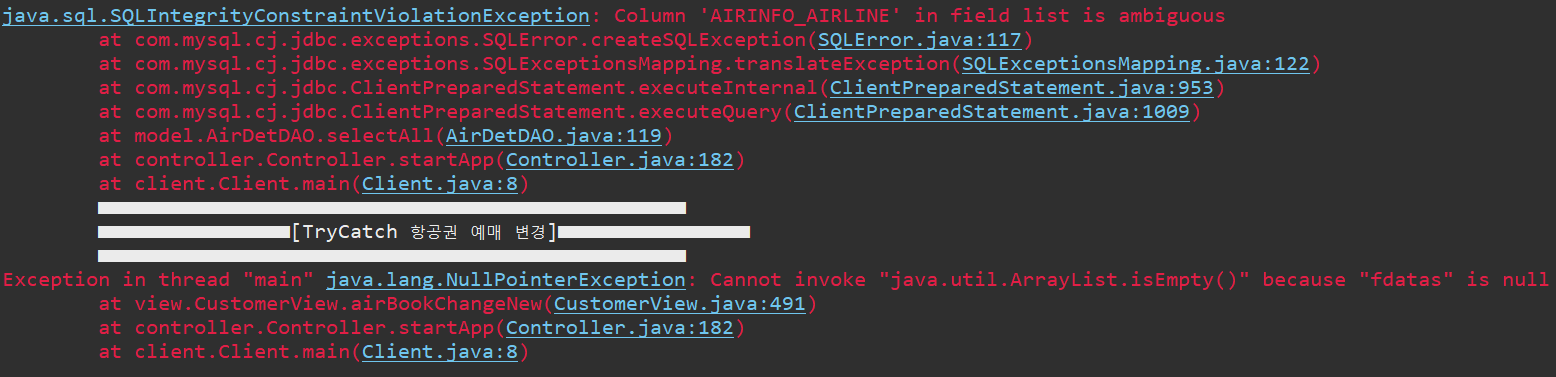 java.sql.SQLIntegrityConstraintViolationException: Column 'AIRINFO_AIRLINE' in field list is ambiguous
at com.mysql.cj.jdbc.exceptions.SQLError.createSQLException(SQLError.java:117)
at com.mysql.cj.jdbc.exceptions.SQLExceptionsMapping.translateException(SQLExceptionsMapping.java:122)
at com.mysql.cj.jdbc.ClientPreparedStatement.executeInternal(ClientPreparedStatement.java:953)
at com.mysql.cj.jdbc.ClientPreparedStatement.executeQuery(ClientPreparedStatement.java:1009)
at model.AirDetDAO.selectAll(AirDetDAO.java:119)
at controller.Controller.startApp(Controller.java:182)
at client.Client.main(Client.java:8)
[TryCatch 항공권 예매 변경]
Exception in thread "main" java.lang.NullPointerException: Cannot invoke "java.util.ArrayList.isEmpty()" because "fdatas" is null
at view.CustomerView.airBookChangeNew(CustomerView.java:491)
at controller.Controller.startApp(Controller.java:182)
at client.Client.main(Client.java:8)